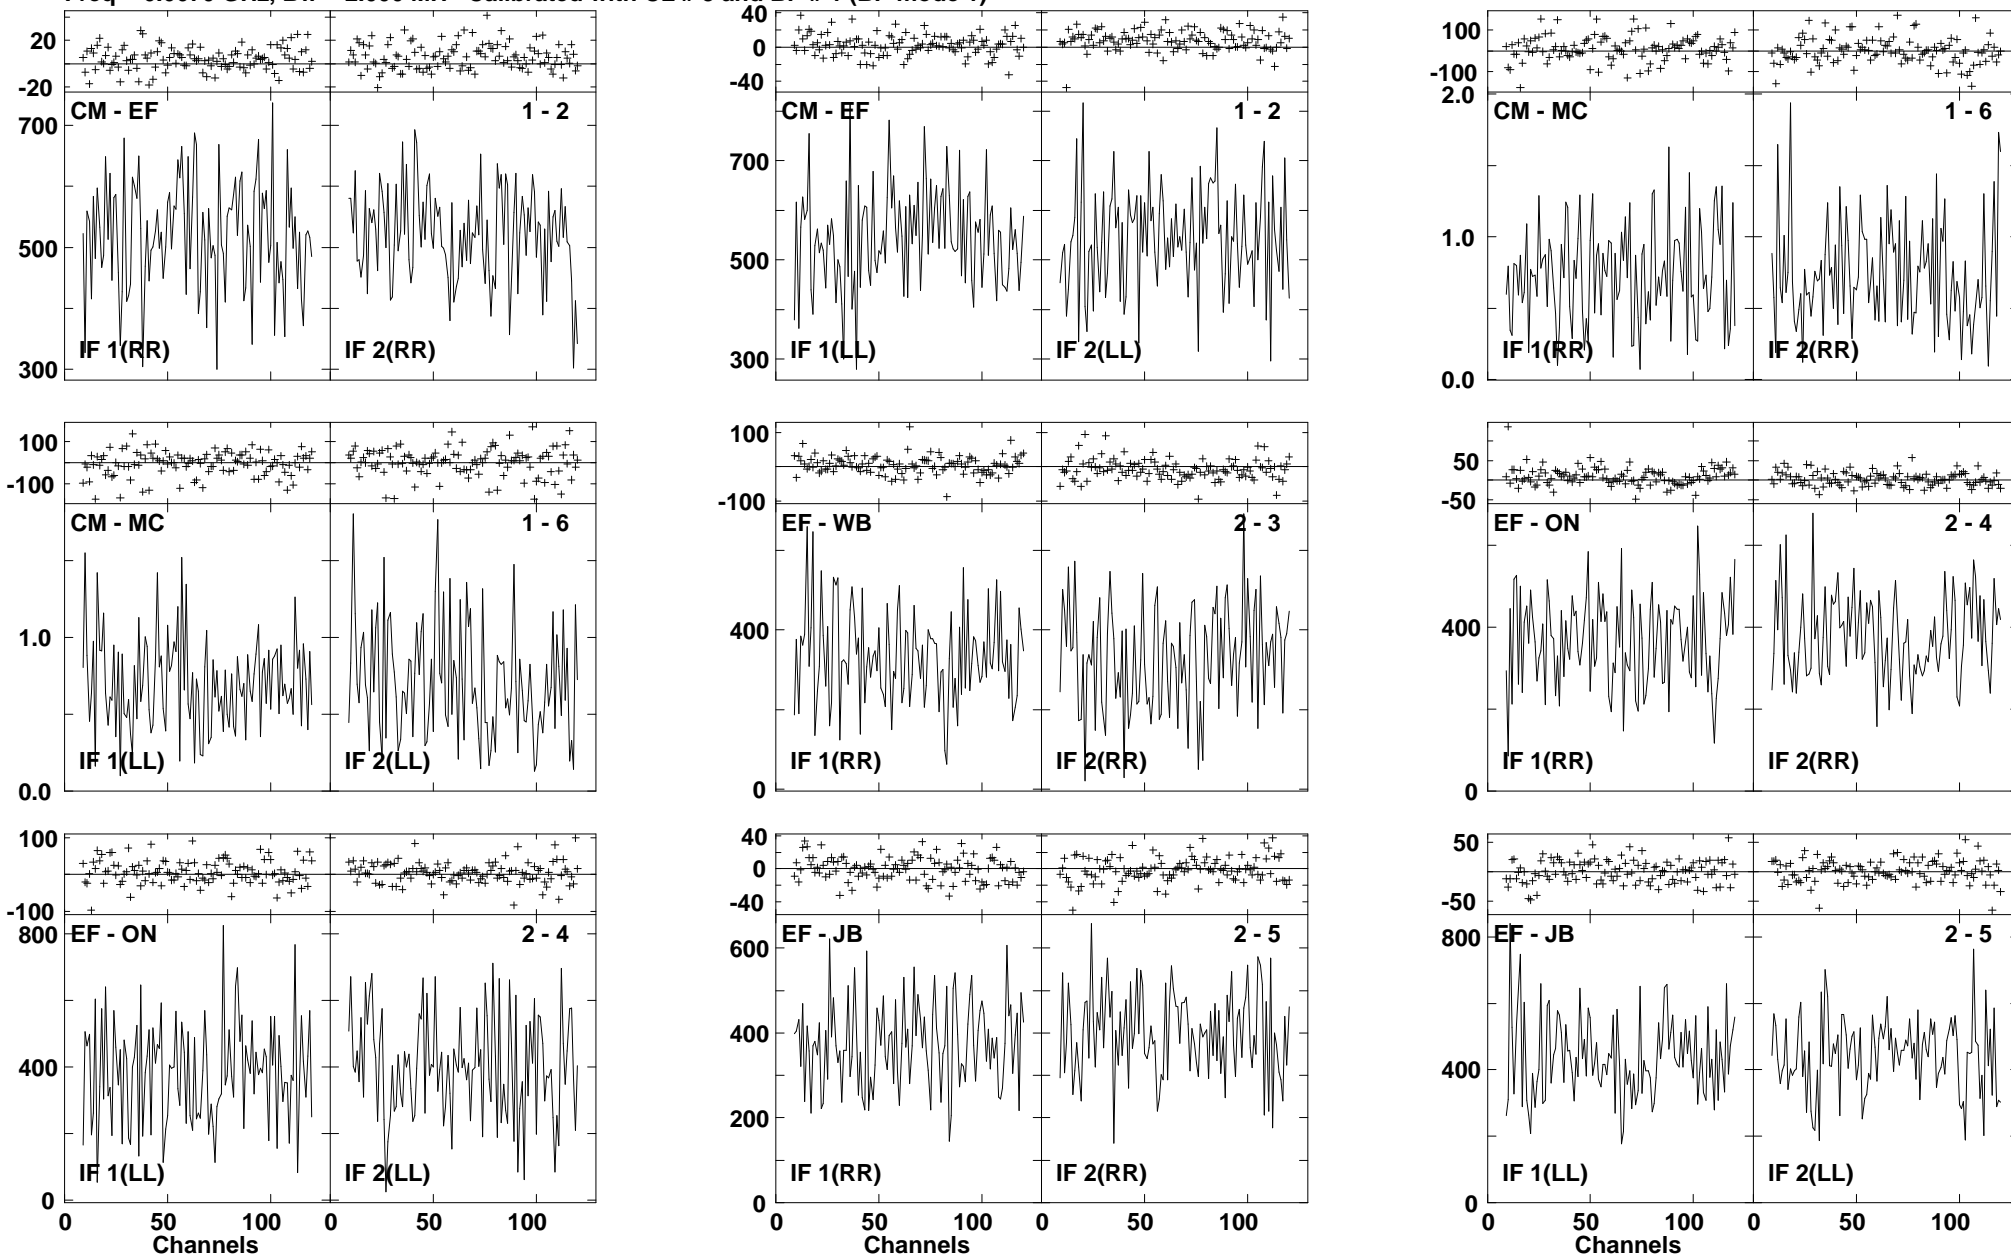 20
0
-20
CM - EF
1 - 2
700
500
300
IF 1(RR)
IF 2(RR)
40
0
-40
CM - EF
1 - 2
700
500
300
IF 1(LL)
IF 2(LL)
100
-100
2.0
CM - MC
1 - 6
1.0
0.0
IF 1(RR)
IF 2(RR)
100
-100
CM - MC
1 - 6
1.0
0.0
IF 1(LL)
IF 2(LL)
100
-100
EF - WB
2 - 3
400
0
IF 1(RR)
IF 2(RR)
50
-50
EF - ON
2 - 4
400
0
IF 1(RR)
IF 2(RR)
100
-100
800
EF - ON
2 - 4
400
0
IF 1(LL)
IF 2(LL)
0 50 100 0 50 100
Channels
40
0
-40
EF - JB
2 - 5
600
400
200
0
IF 1(RR)
IF 2(RR)
0 50 100 0 50 100
Channels
50
-50
800
EF - JB
2 - 5
400
0
IF 1(LL)
IF 2(LL)
0 50 100 0 50 100
Channels